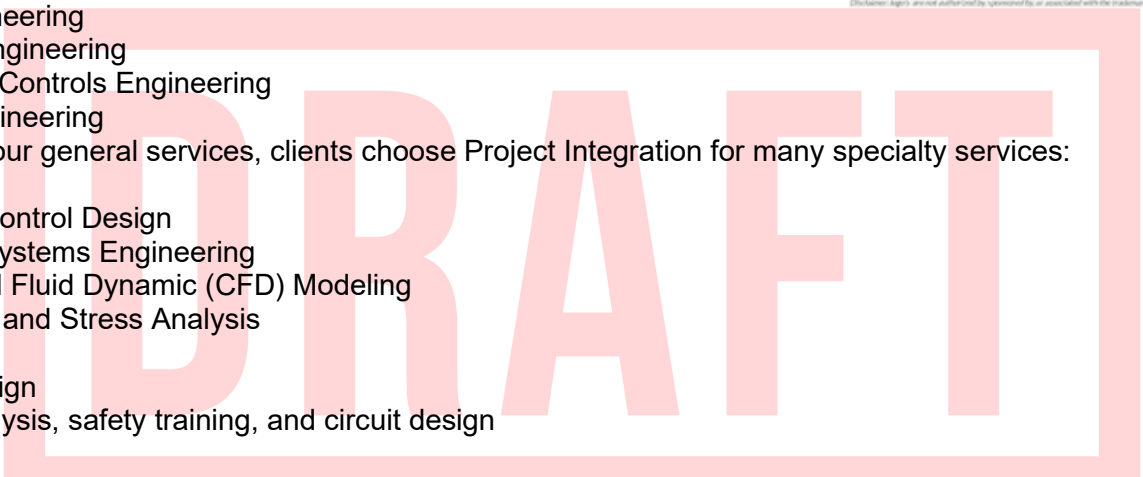 Disclaimer: logo's are not authorized by, sponsored by, or associated with the
neering
ngineering
Controls Engineering
ineering
our general services, clients choose Project Integration for many specialty services:
ontrol Design
ystems Engineering
l Fluid Dynamic (CFD) Modeling
and Stress Analysis
ign
ysis, safety training, and circuit design
DRAFT